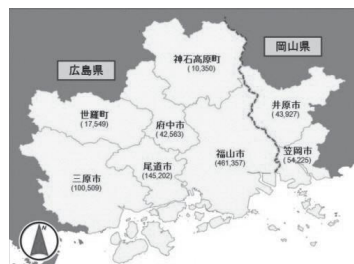 岡山県
広島県
神石高原町
(10,350)
井原市
(43,927)
世羅町
(17,549)
府中市
(42,563)
笠岡市
(54,225)
福山市
(461,357)
尾道市
(145,202)
三原市
(100,509)
N